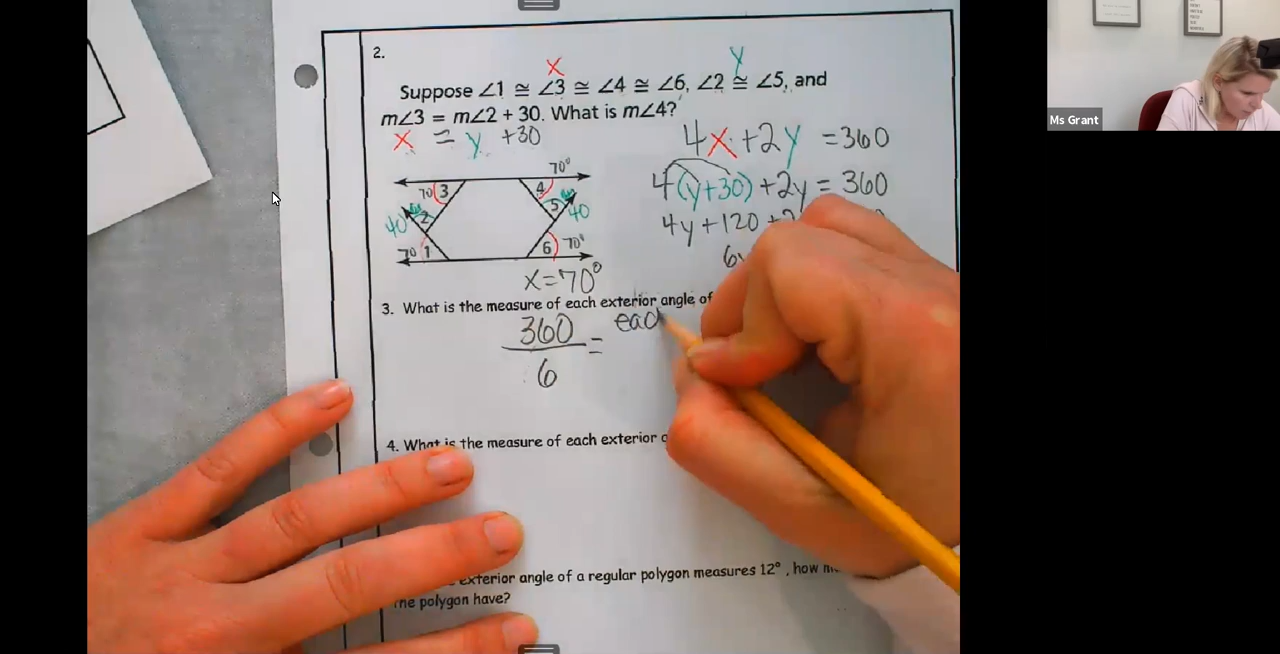 2.
x
y
Suppose ∠1 ≅ ∠3 ≅ ∠4 ≅ ∠6, ∠2 ≅ ∠5, and
m∠3 = m∠2 + 30. What is m∠4?
x = y +30
4x+2y =360
4(y+30)+2y=360
4y+120+
6
70°
70 3
4
40
2
5
40
70 1
6
70°
x=70°
3. What is the measure of each exterior angle of
360
6
=
each
4. What is the measure of each exterior
exterior angle of a regular polygon measures 12°, how
the polygon have?
Ms Grant